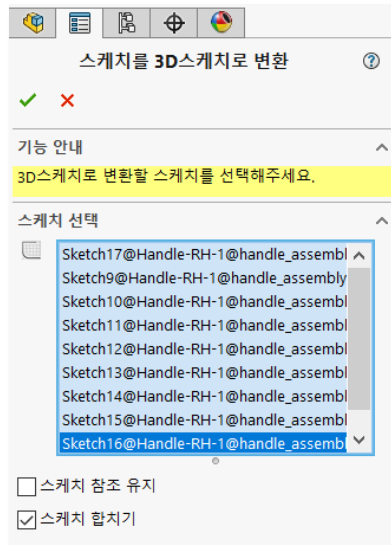 스케치를 3D스케치로 변환
기능 안내
3D스케치로 변환할 스케치를 선택해주세요.
스케치 선택
Sketch17@Handle-RH-1@handle_assembl
Sketch9@Handle-RH-1@handle_assembly
Sketch10@Handle-RH-1@handle_assembl
Sketch11@Handle-RH-1@handle_assembl
Sketch12@Handle-RH-1@handle_assembl
Sketch13@Handle-RH-1@handle_assembl
Sketch14@Handle-RH-1@handle_assembl
Sketch15@Handle-RH-1@handle_assembl
Sketch16@Handle-RH-1@handle_assembl
스케치 참조 유지
스케치 합치기